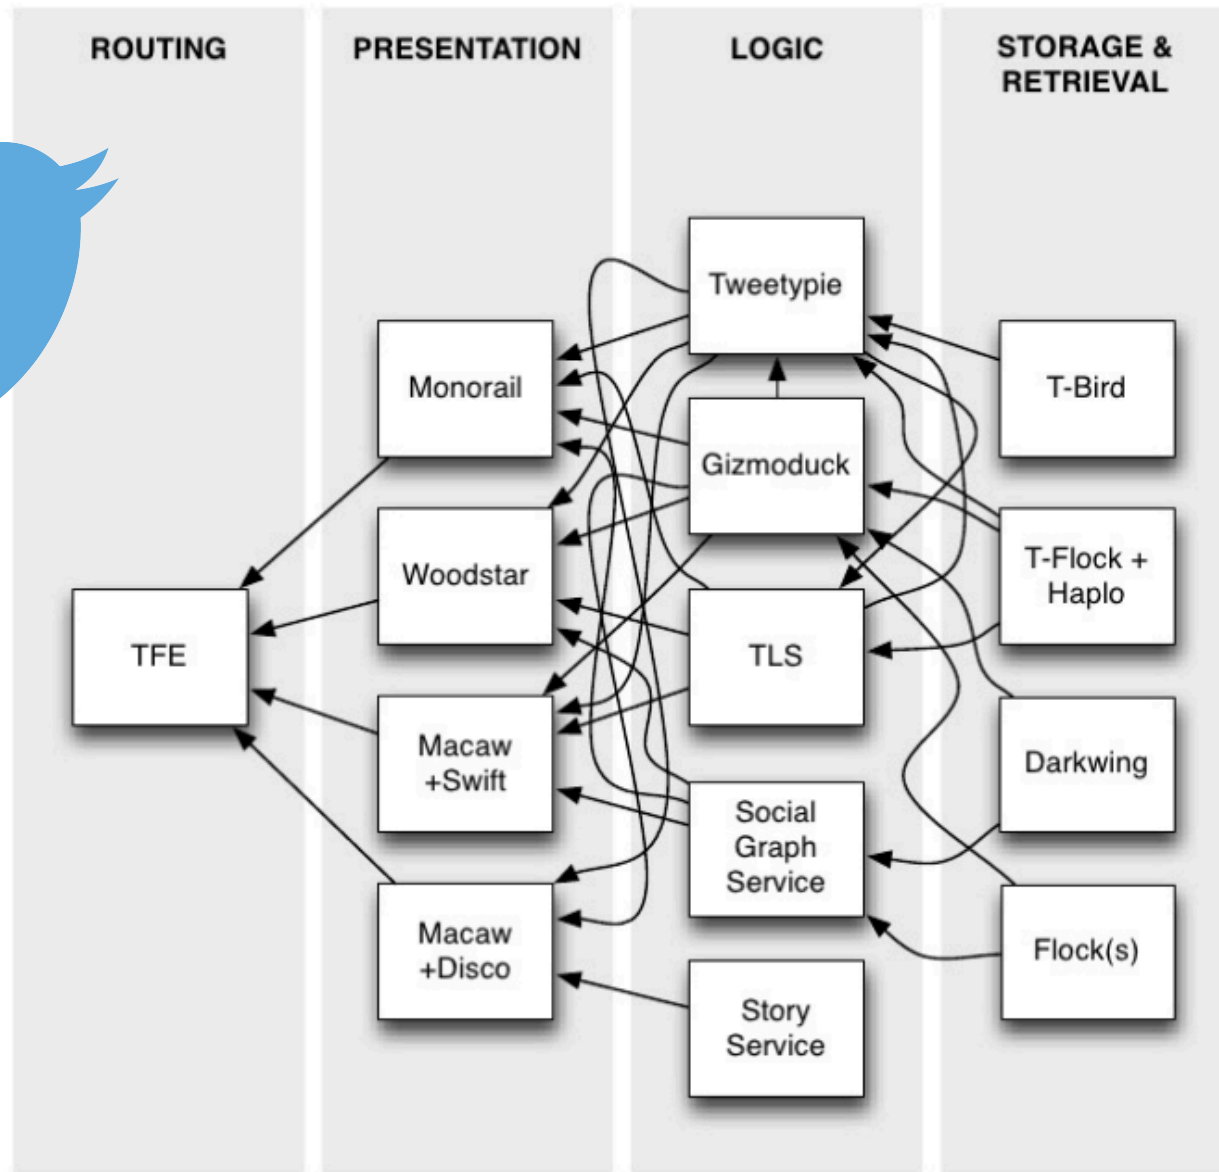 ROUTING
PRESENTATION
LOGIC
STORAGE &
RETRIEVAL
TFE
Monorail
Woodstar
Macaw
+Swift
Macaw
+Disco
Tweetypie
Gizmoduck
TLS
Social
Graph
Service
Story
Service
T-Bird
T-Flock +
Haplo
Darkwing
Flock(s)